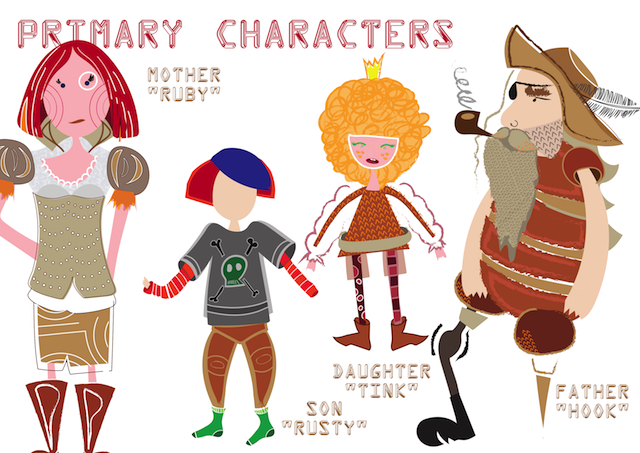 PRIMARY CHARACTERS
MOTHER
"RUBY"
DAUGHTER
"TINK"
SON
"RUSTY"
FATHER
"HOOK"